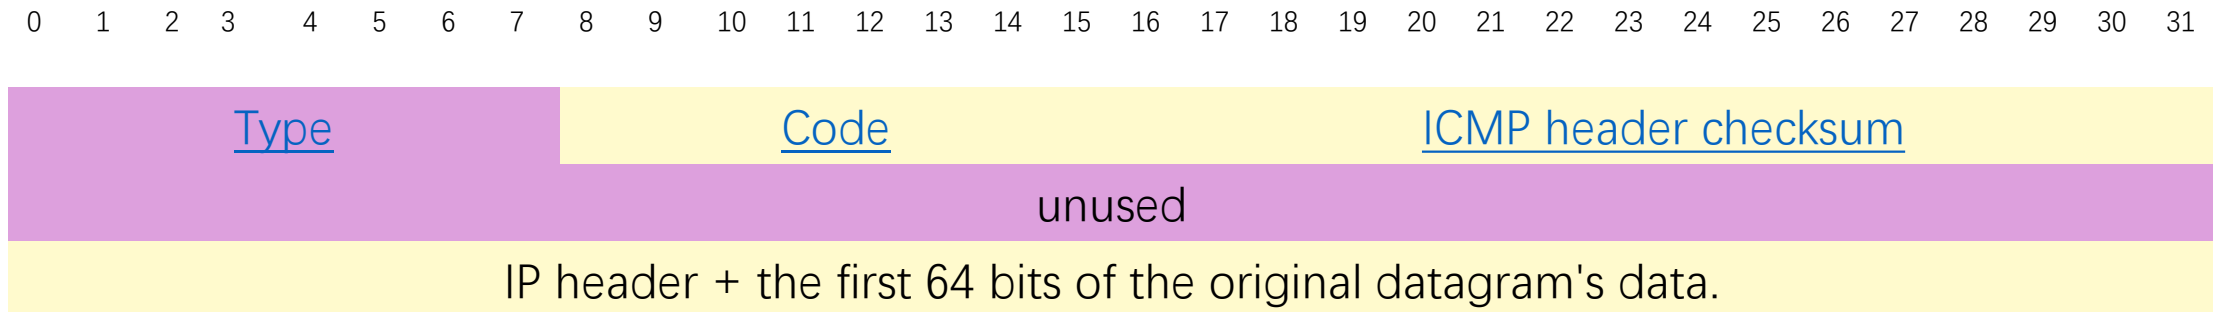 0 1 2 3 4 5 6 7 8 9 10 11 12 13 14 15 16 17 18 19 20 21 22 23 24 25 26 27 28 29 30 31
Type Code ICMP header checksum
unused
IP header + the first 64 bits of the original datagram's data.